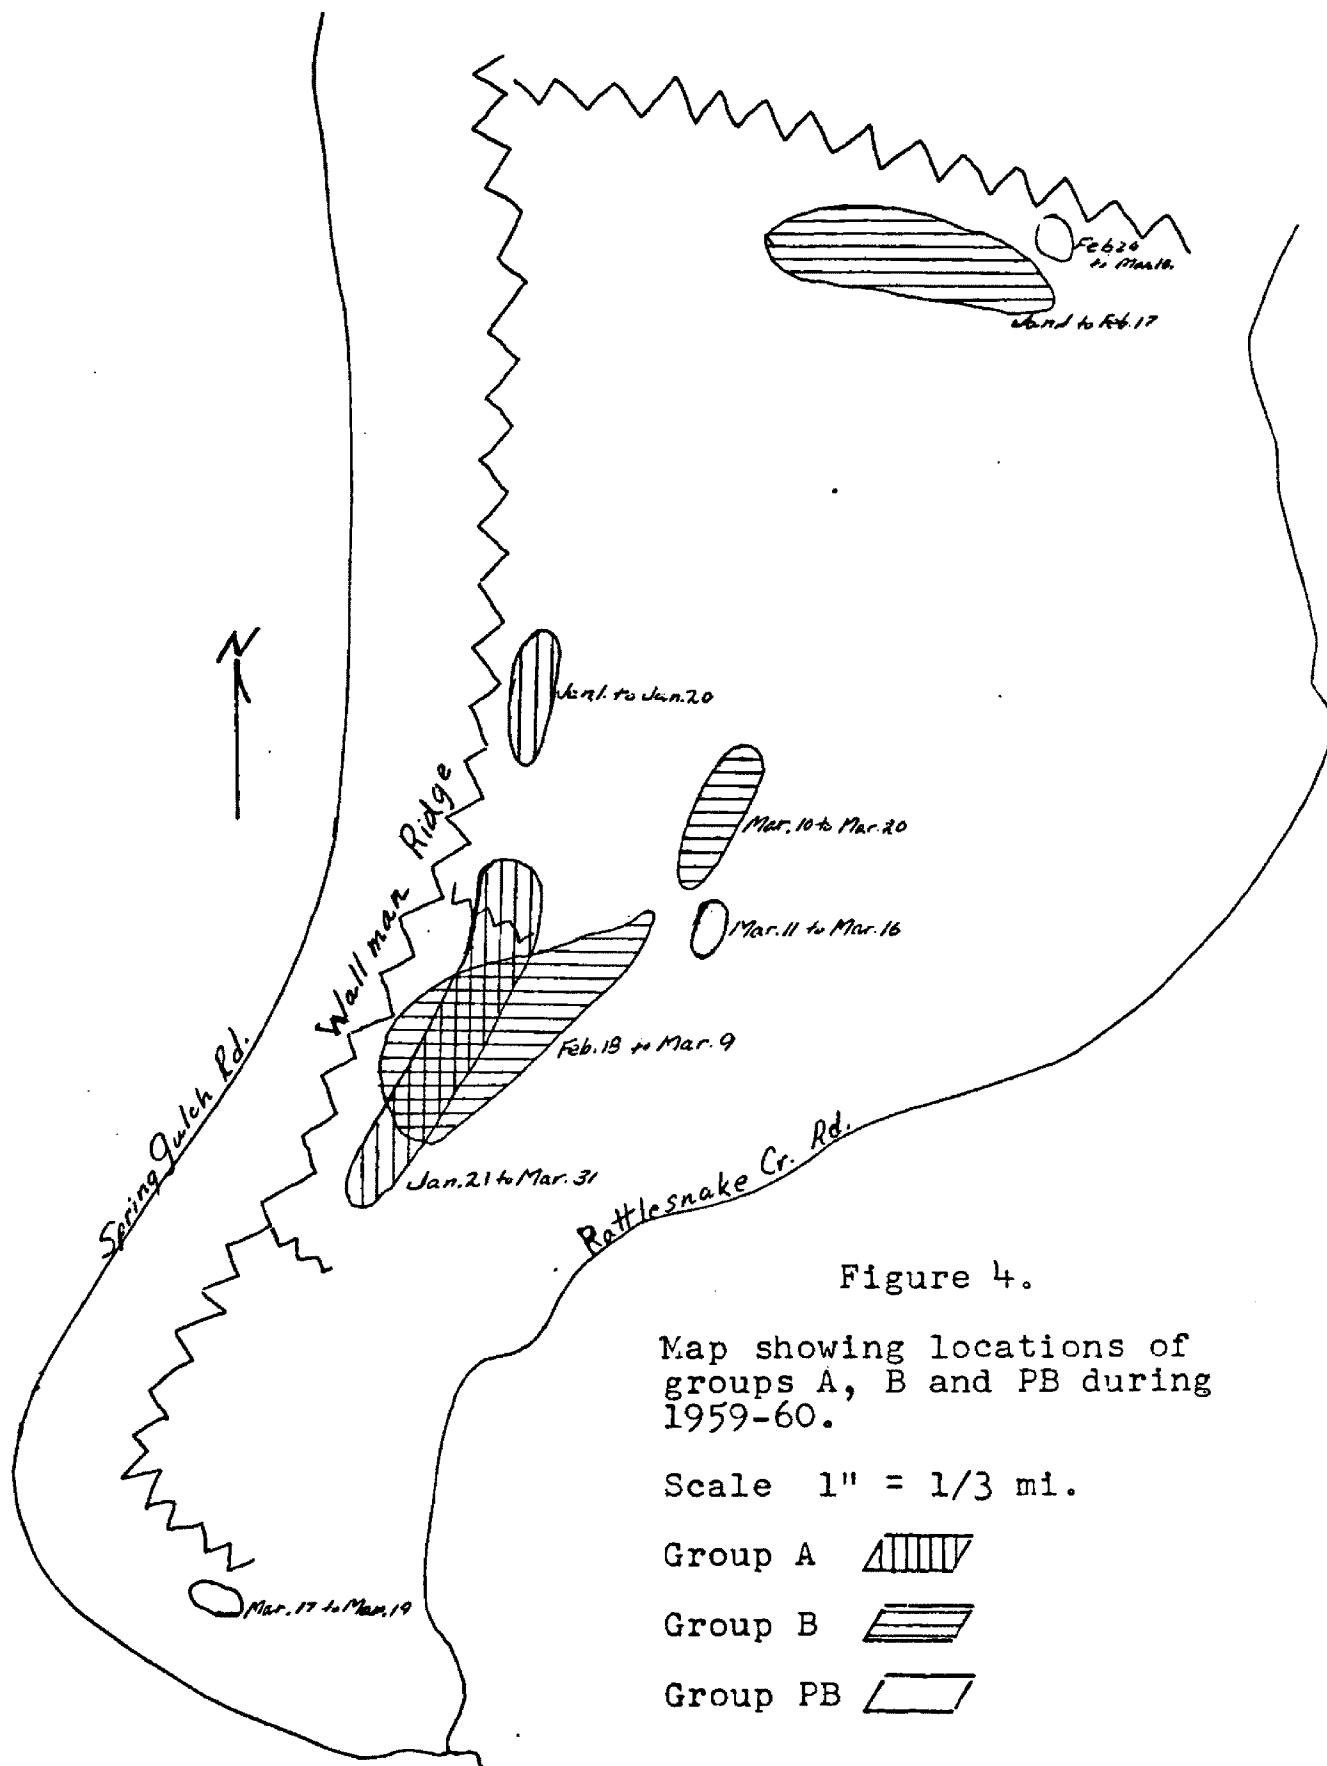 N
Feb 24
to Mar. 10.
Jan. 1 to Feb. 17
Jan. 1. to Jan. 20
Wallman Ridge
Mar. 10 to Mar. 20
Mar. 11 to Mar. 16
Feb. 18 to Mar. 9
Jan. 21 to Mar. 31
Spring Gulch Rd.
Rattlesnake Cr. Rd.
Mar. 17 to Mar. 19
Figure 4.
Map showing locations of
groups A, B and PB during
1959-60.
Scale 1" = 1/3 mi.
Group A
Group B
Group PB